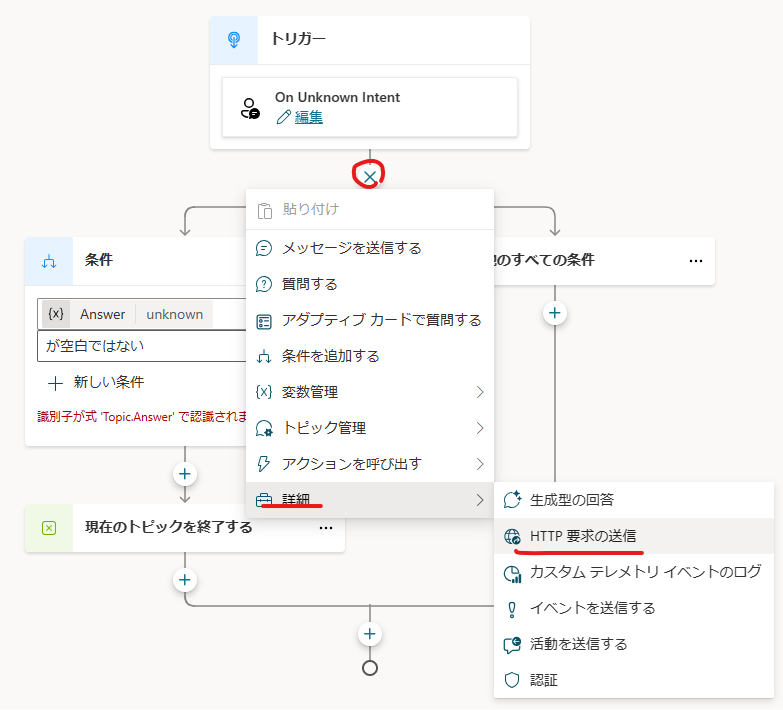 トリガー
On Unknown Intent
編集
貼り付け
メッセージを送信する
質問する
アダプティブ カードで質問する
条件を追加する
変数管理
トピック管理
アクションを呼び出す
詳細
条件
{x} Answer unknown
が空白ではない
新しい条件
識別子が式 'Topic.Answer' で認識されま
のすべての条件
現在のトピックを終了する
生成型の回答
HTTP 要求の送信
カスタム テレメトリ イベントのログ
イベントを送信する
活動を送信する
認証